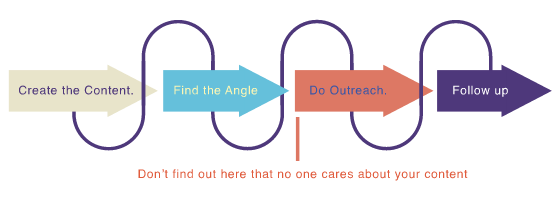 Create the Content.
Find the Angle
Do Outreach.
Follow up
Don't find out here that no one cares about your content